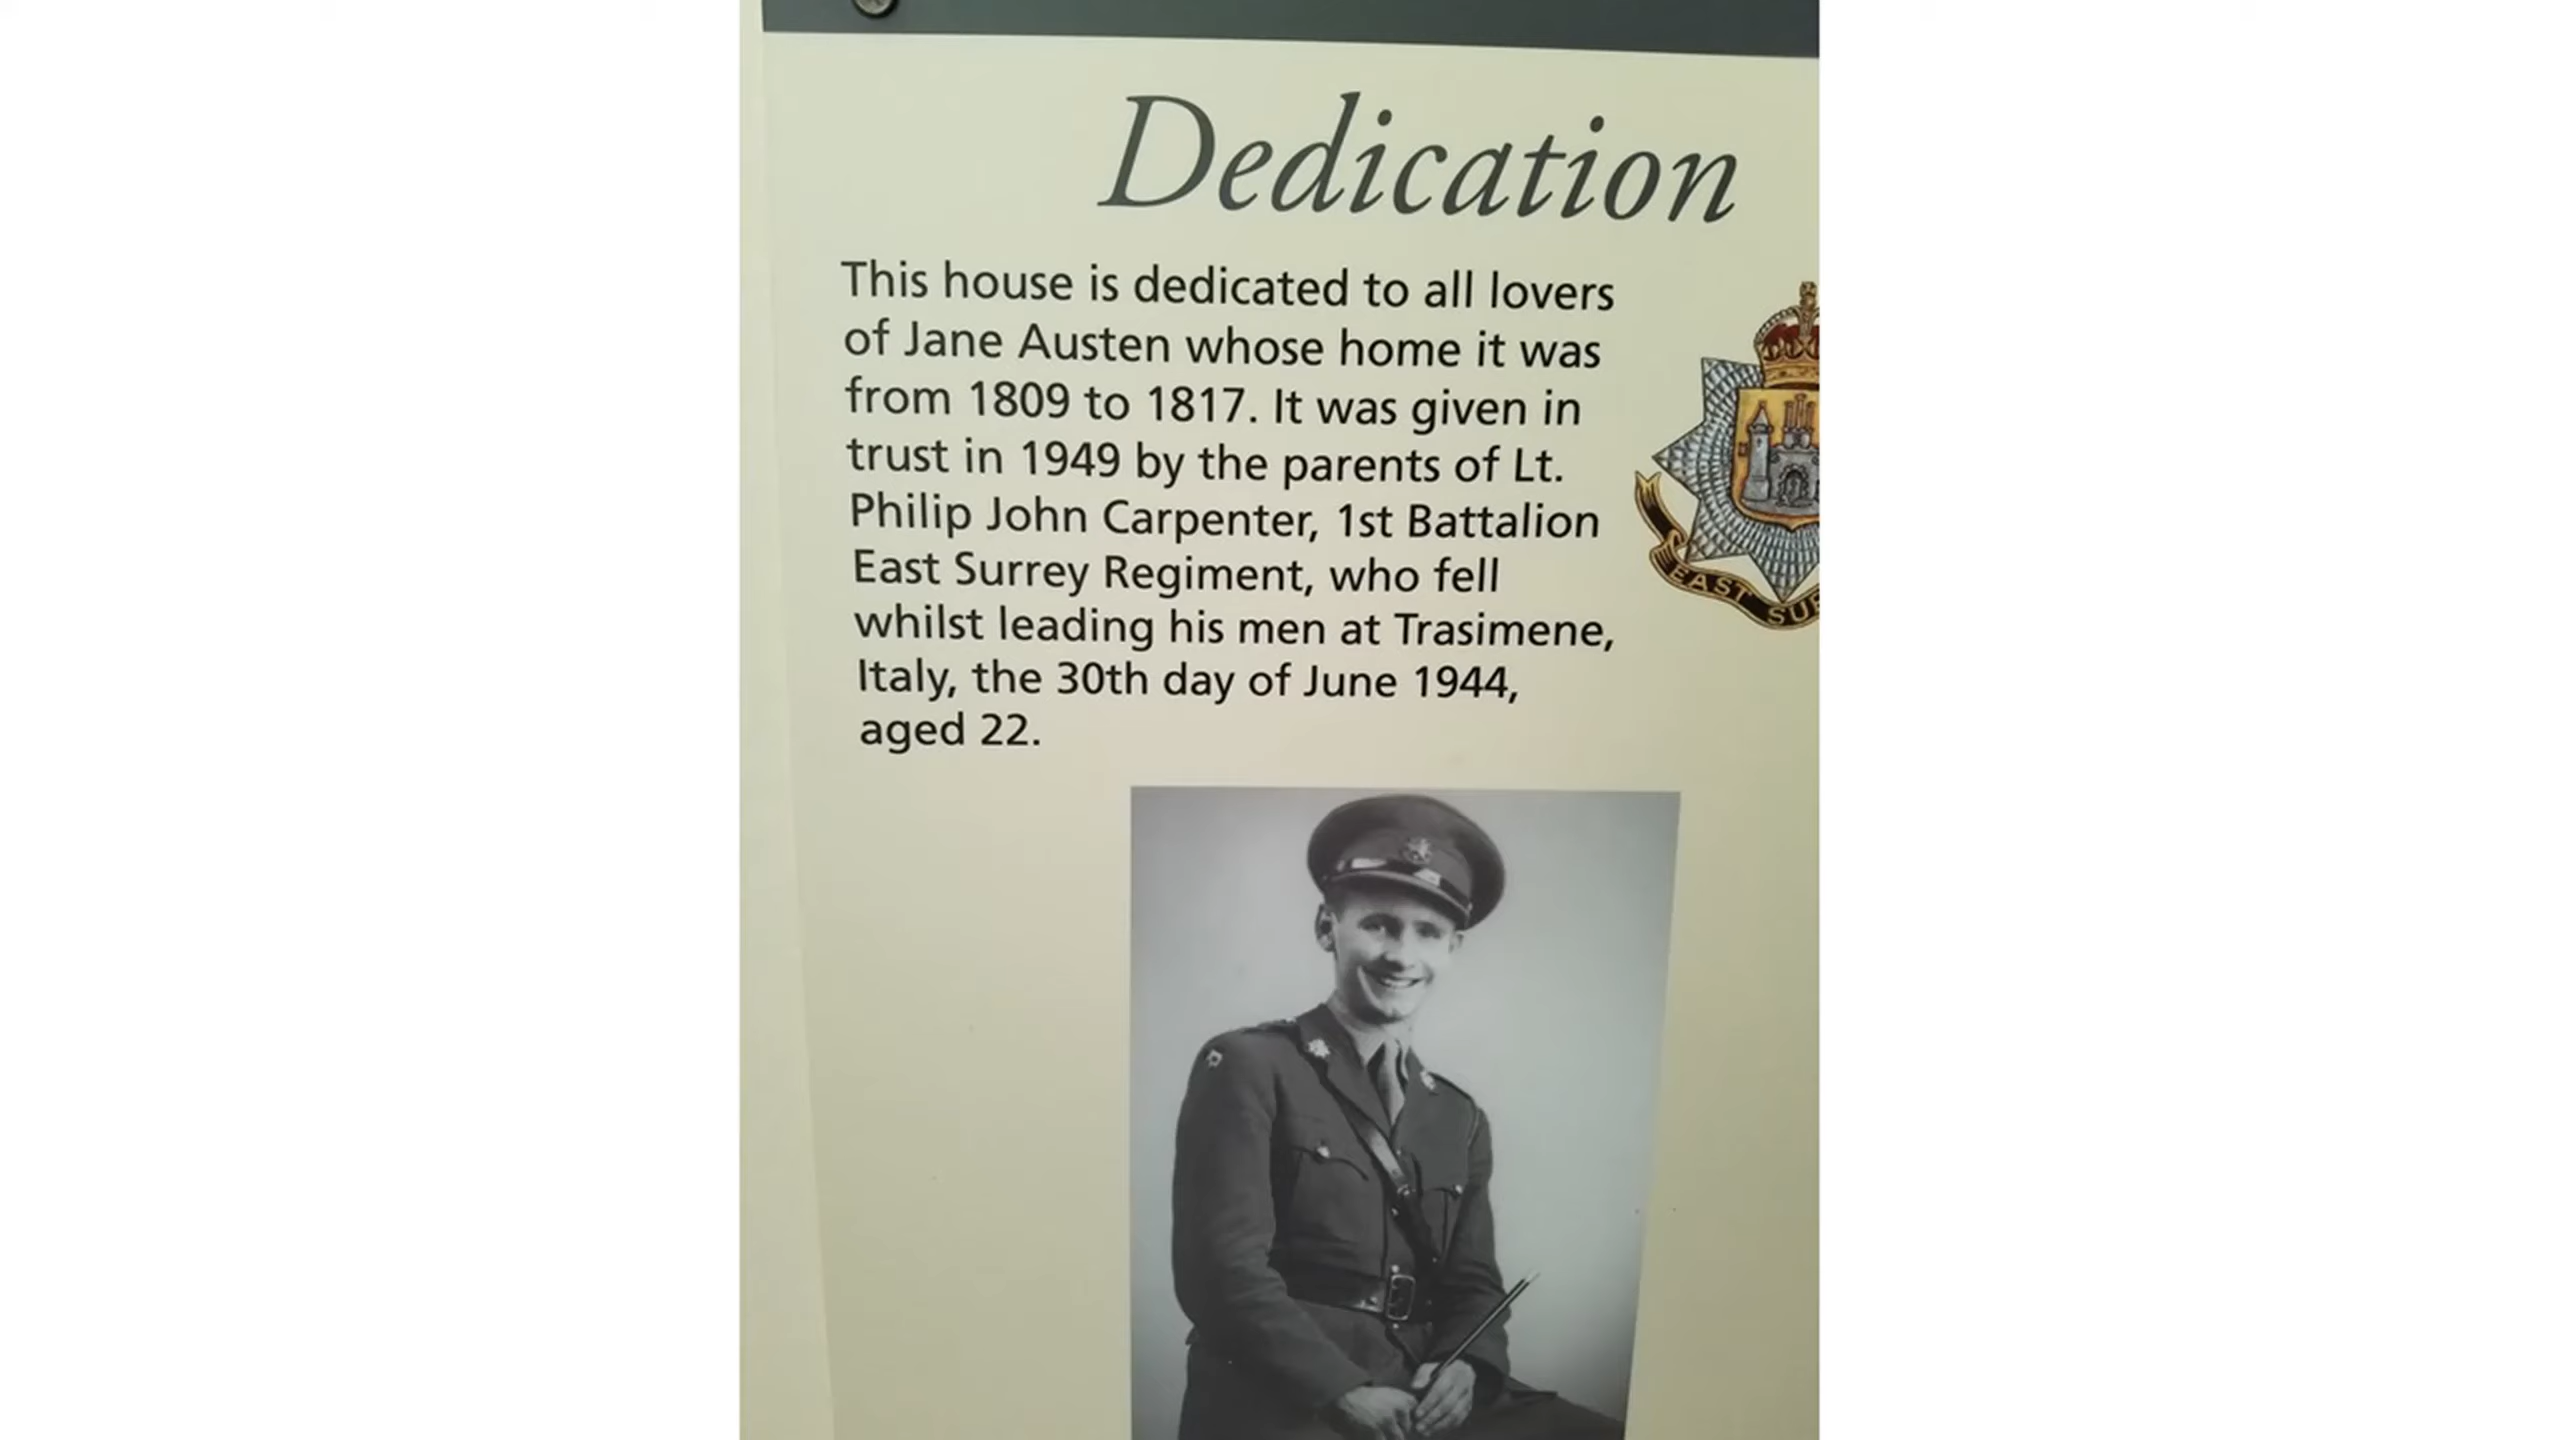 Dedication
This house is dedicated to all lovers
of Jane Austen whose home it was
from 1809 to 1817. It was given in
trust in 1949 by the parents of Lt.
Philip John Carpenter, 1st Battalion
East Surrey Regiment, who fell
whilst leading his men at Trasimene,
Italy, the 30th day of June 1944,
aged 22.
EAST SU